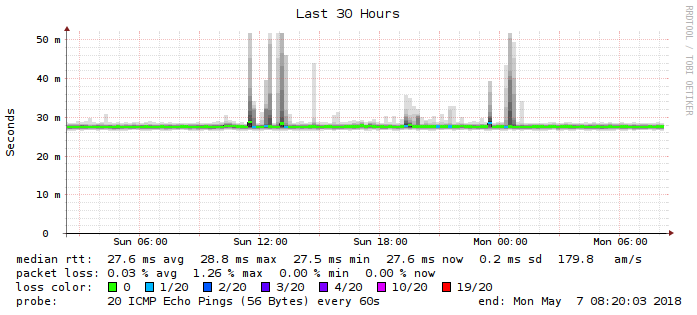 Last 30 Hours
RRDTOOL / TOBI OETIKER
Seconds
50 m
40 m
30 m
20 m
10 m
0
Sun 06:00 Sun 12:00 Sun 18:00 Mon 00:00 Mon 06:00
median rtt: 27.6 ms avg 28.8 ms max 27.5 ms min 27.6 ms now 0.2 ms sd 179.8 am/s
packet loss: 0.03 % avg 1.26 % max 0.00 % min 0.00 % now
loss color: 0 1/20 2/20 3/20 4/20 10/20 19/20
probe: 20 ICMP Echo Pings (56 Bytes) every 60s end: Mon May 7 08:20:03 2018